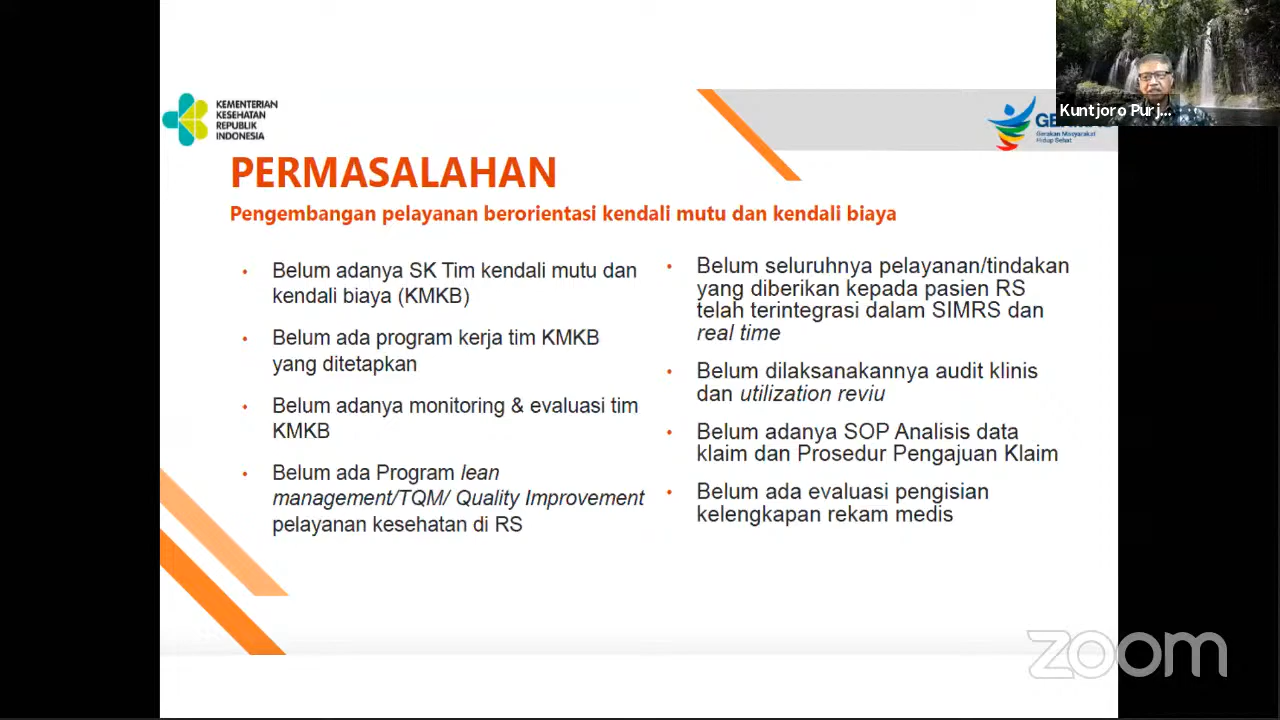 Kuntjoro Purj...
KEMENTERIAN
KESEHATAN
REPUBLIK
INDONESIA
Gerakan Masyarakat
Hidup Sehat
PERMASALAHAN
Pengembangan pelayanan berorientasi kendali mutu dan kendali biaya
• Belum adanya SK Tim kendali mutu dan
kendali biaya (KMKB)
• Belum ada program kerja tim KMKB
yang ditetapkan
• Belum adanya monitoring & evaluasi tim
KMKB
• Belum ada Program lean
management/TQM/ Quality Improvement
pelayanan kesehatan di RS
• Belum seluruhnya pelayanan/tindakan
yang diberikan kepada pasien RS
telah terintegrasi dalam SIMRS dan
real time
• Belum dilaksanakannya audit klinis
dan utilization reviu
• Belum adanya SOP Analisis data
klaim dan Prosedur Pengajuan Klaim
• Belum ada evaluasi pengisian
kelengkapan rekam medis
zoom